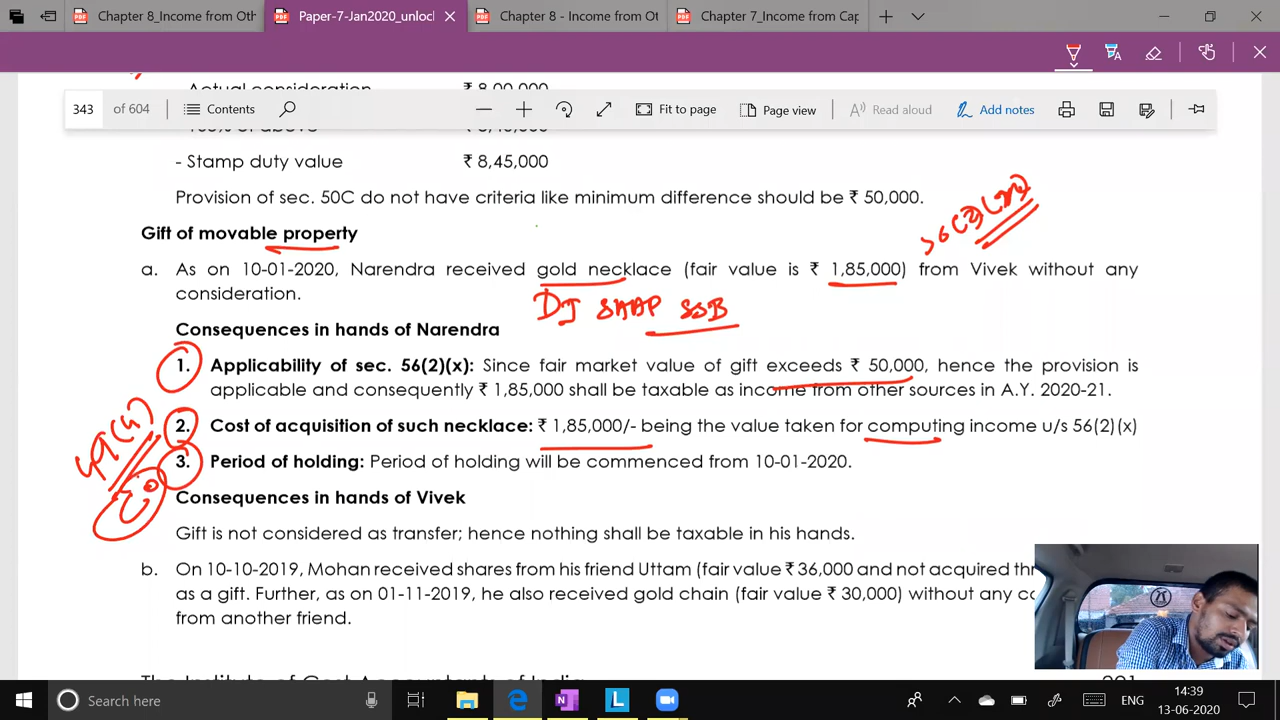 Chapter 8_Income from Oth
Paper-7-Jan2020_unlocl
Chapter 8 - Income from Ot
Chapter 7_Income from Cap
343 of 604
Contents
Fit to page
Page view
Read aloud
Add notes
- Stamp duty value ₹ 8,45,000
Provision of sec. 50C do not have criteria like minimum difference should be ₹ 50,000.
56(2)(x)
Gift of movable property
a. As on 10-01-2020, Narendra received gold necklace (fair value is ₹ 1,85,000) from Vivek without any
consideration.
DJ SHAP SSB
Consequences in hands of Narendra
1. Applicability of sec. 56(2)(x): Since fair market value of gift exceeds ₹ 50,000, hence the provision is
applicable and consequently ₹ 1,85,000 shall be taxable as income from other sources in A.Y. 2020-21.
49(4)
2. Cost of acquisition of such necklace: ₹ 1,85,000/- being the value taken for computing income u/s 56(2)(x)
3. Period of holding: Period of holding will be commenced from 10-01-2020.
Consequences in hands of Vivek
Gift is not considered as transfer; hence nothing shall be taxable in his hands.
b. On 10-10-2019, Mohan received shares from his friend Uttam (fair value ₹ 36,000 and not acquired thr
as a gift. Further, as on 01-11-2019, he also received gold chain (fair value ₹ 30,000) without any co
from another friend.
The Institute of Cost Accountants of India
Search here
ENG
14:39
13-06-2020